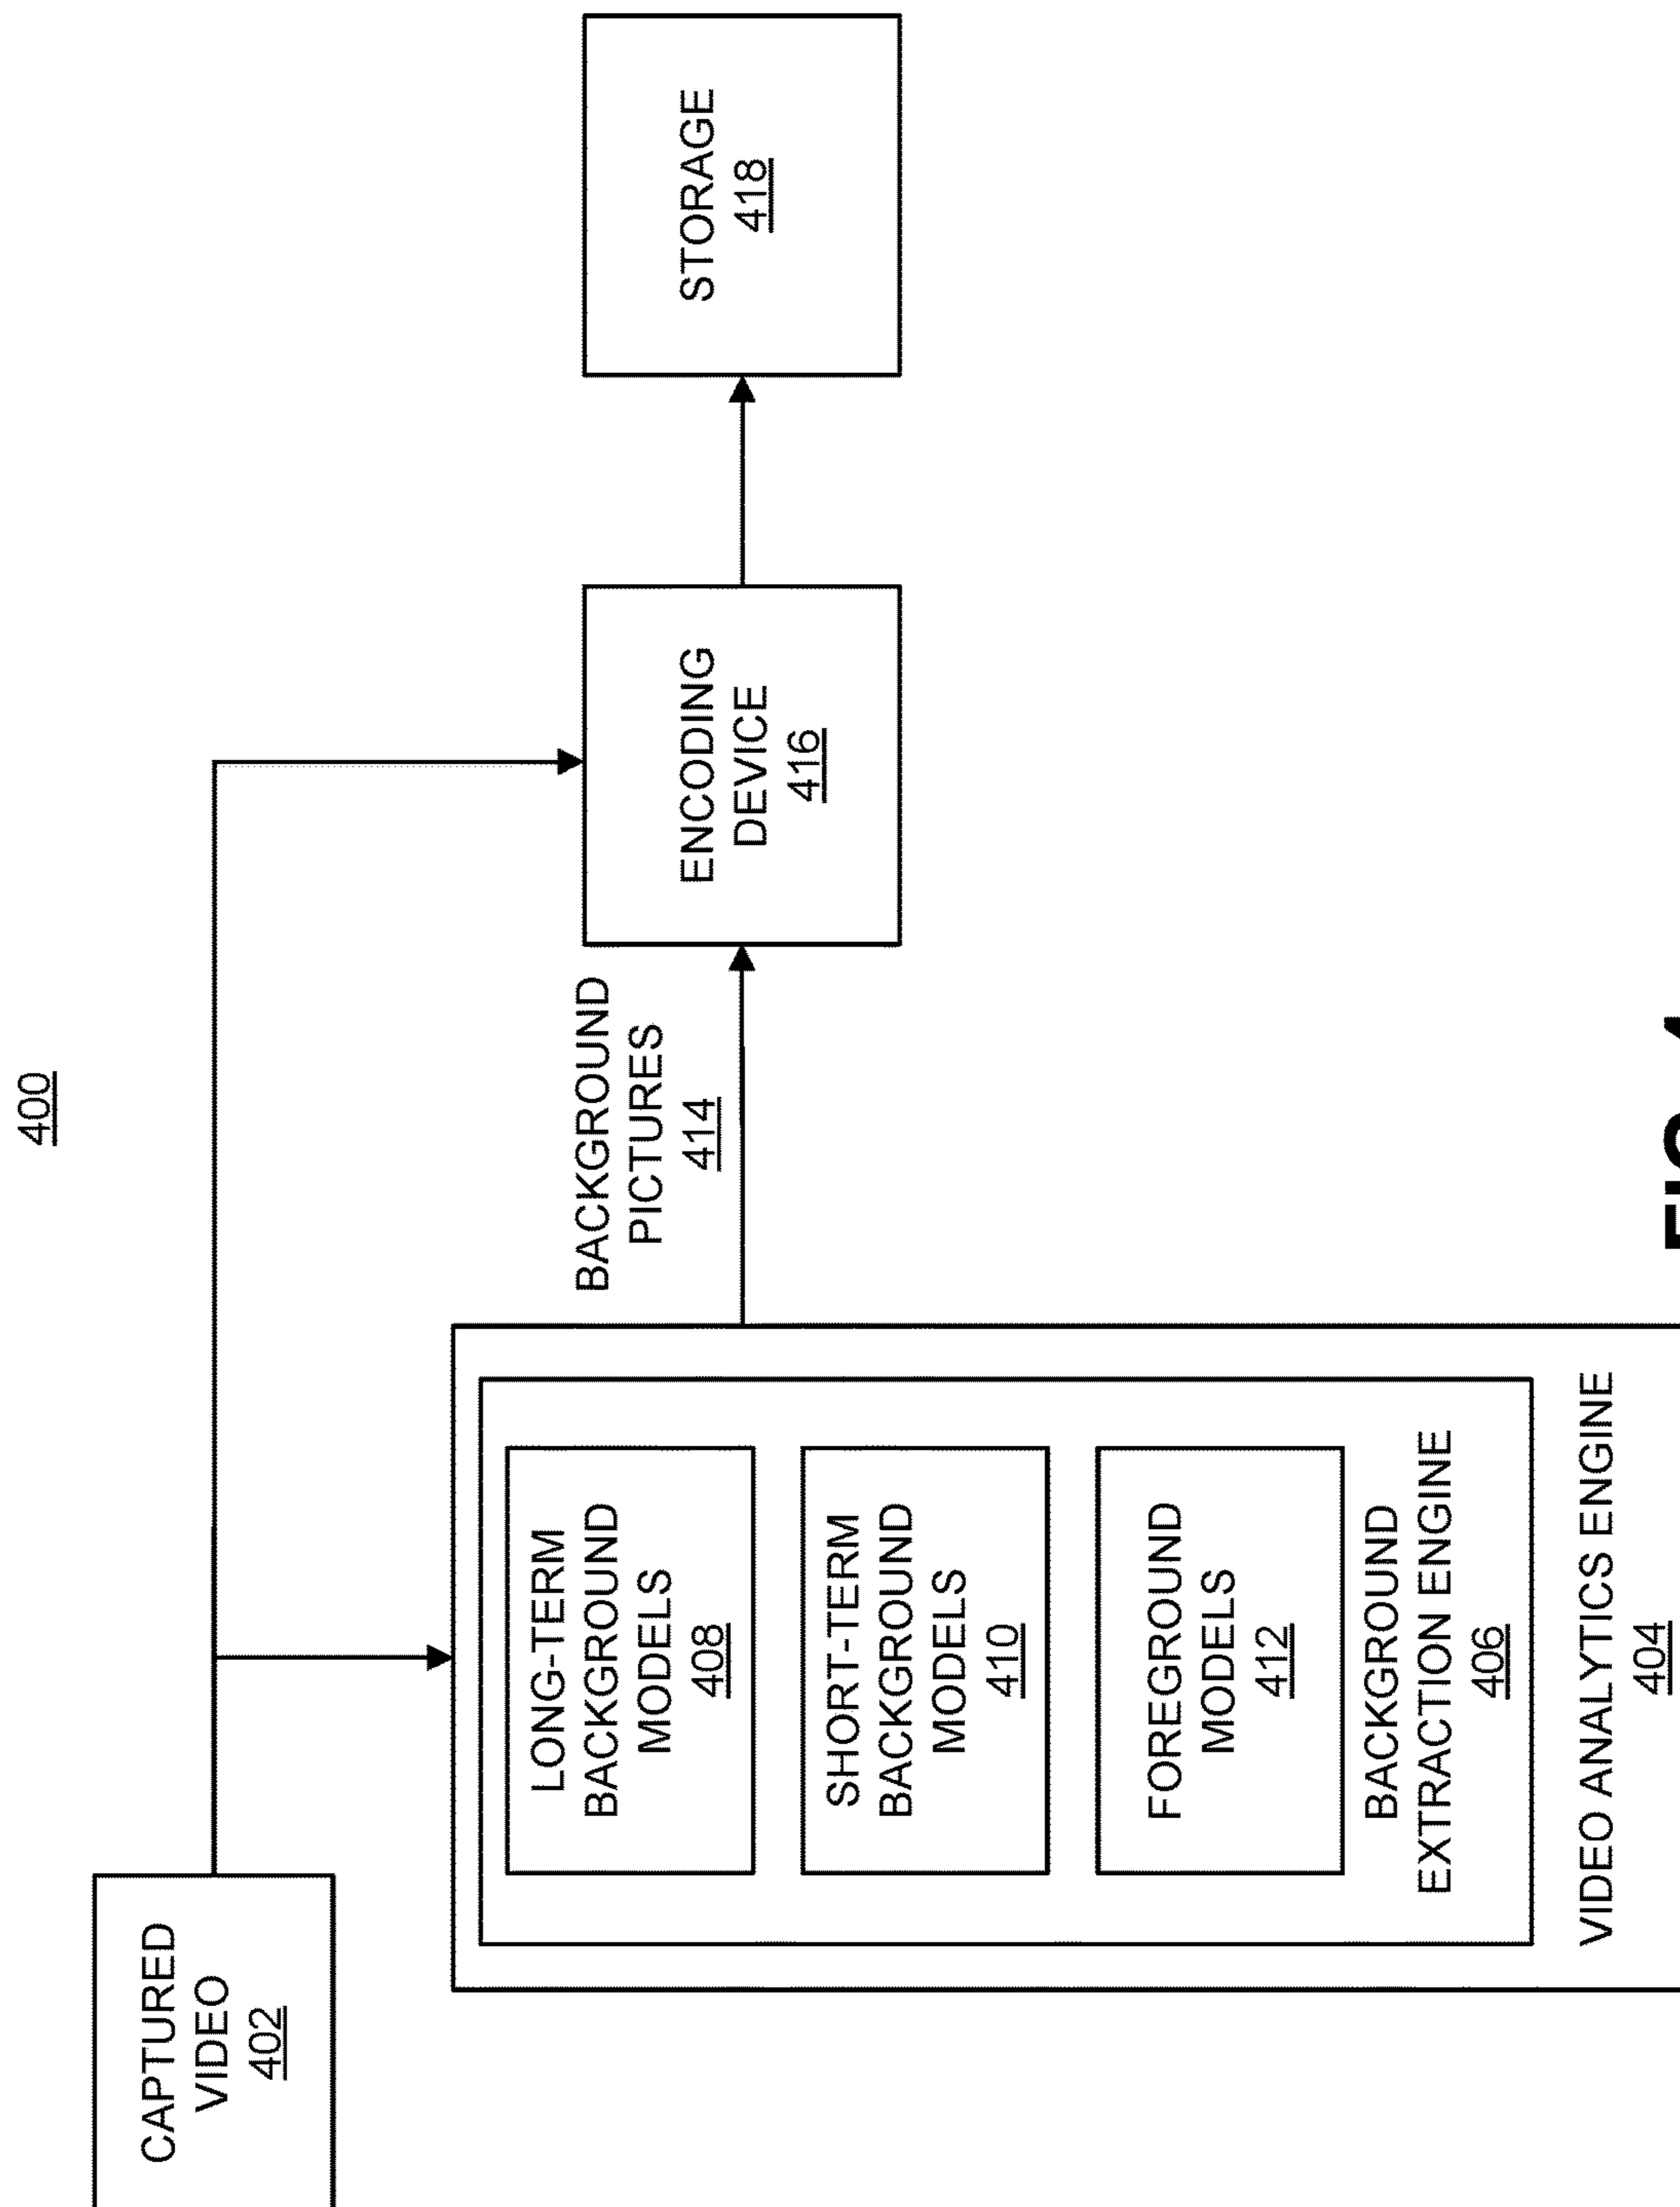 400
CAPTURED
VIDEO
402
LONG-TERM
BACKGROUND
MODELS
408
SHORT-TERM
BACKGROUND
MODELS
410
FOREGROUND
MODELS
412
BACKGROUND
EXTRACTION ENGINE
406
VIDEO ANALYTICS ENGINE
404
BACKGROUND
PICTURES
414
ENCODING
DEVICE
416
STORAGE
418